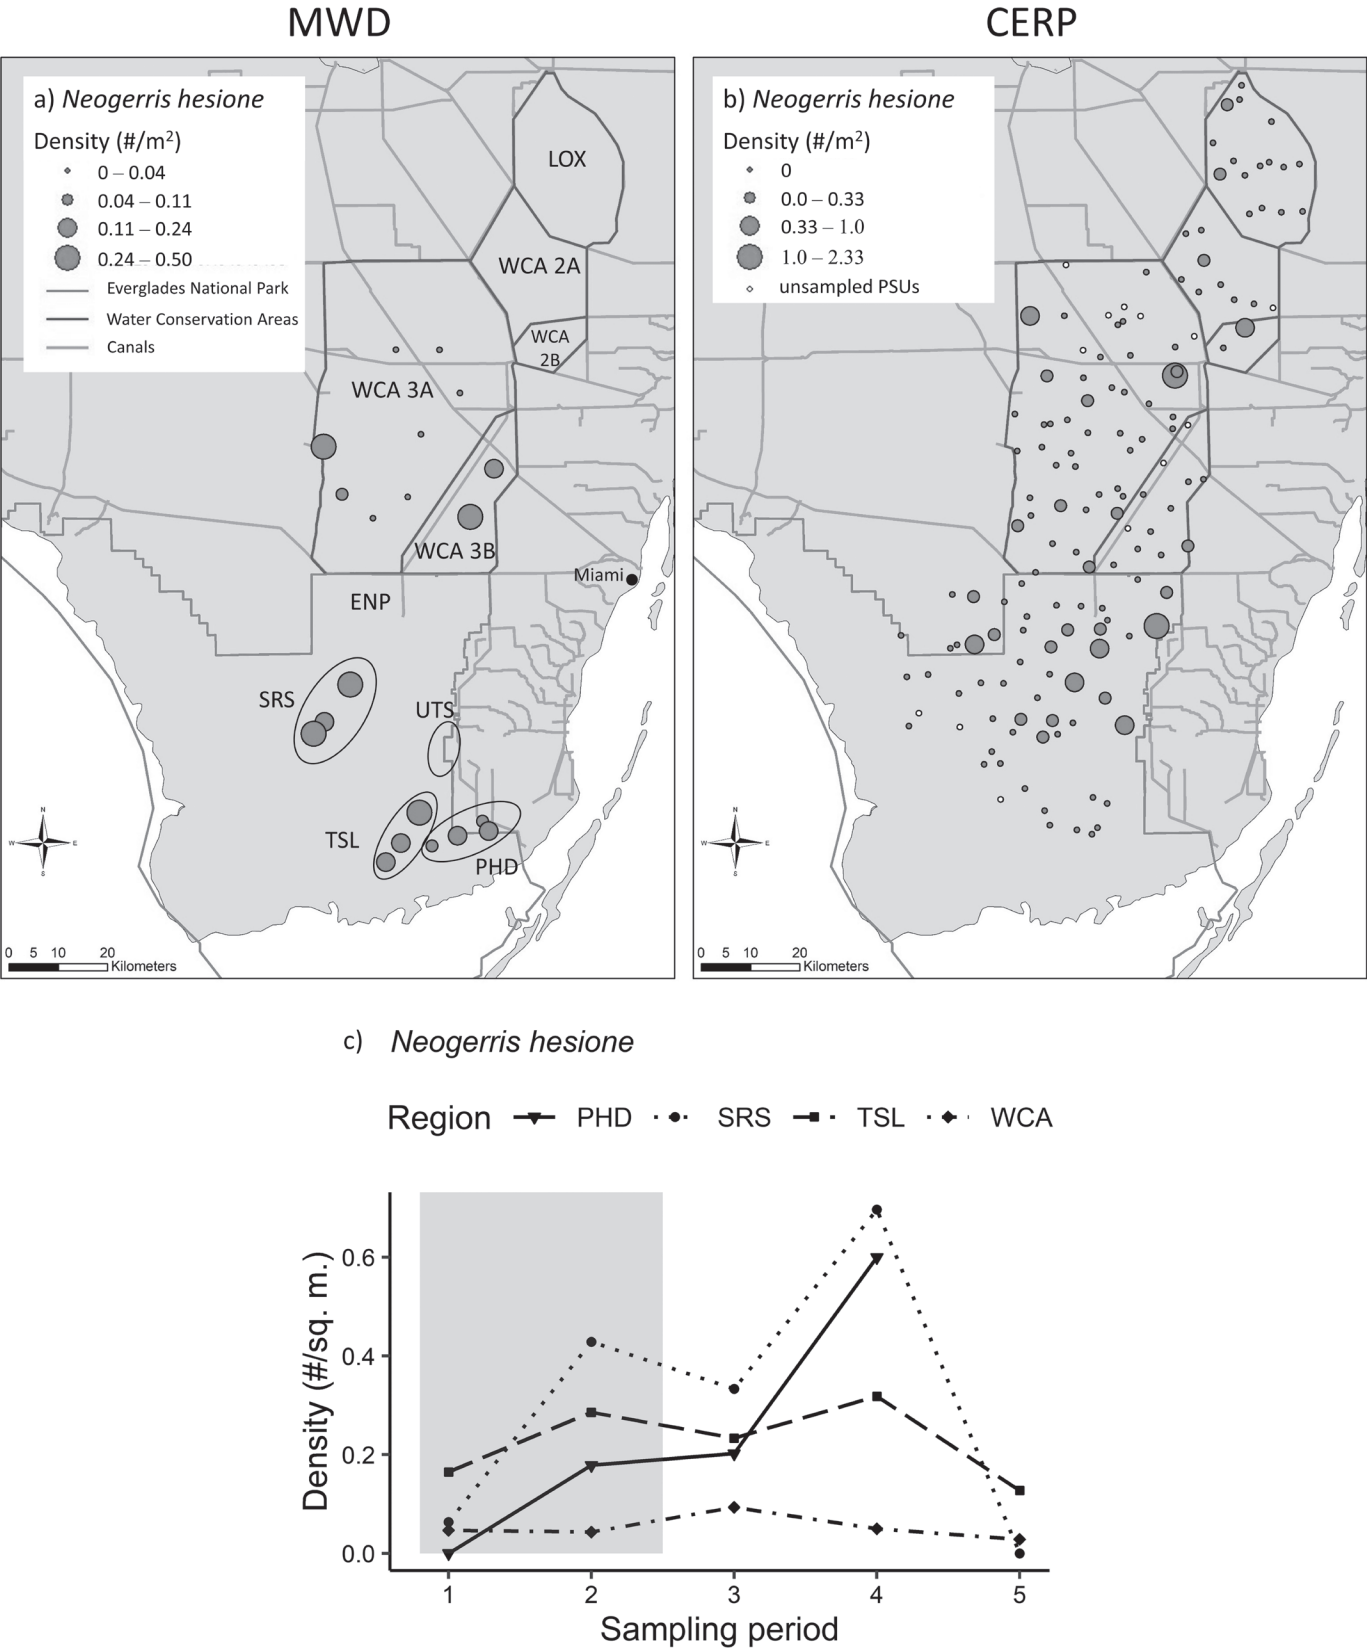 MWD
CERP
a) Neogerris hesione
Density (#/m2)
0 – 0.04
0.04 – 0.11
0.11 – 0.24
0.24 – 0.50
Everglades National Park
Water Conservation Areas
Canals
LOX
WCA 2A
WCA
2B
WCA 3A
WCA 3B
Miami
ENP
SRS
UTS
TSL
PHD
N
W E
S
0 5 10 20
Kilometers
b) Neogerris hesione
Density (#/m2)
0
0.0 – 0.33
0.33 – 1.0
1.0 – 2.33
unsampled PSUs
N
W E
S
0 5 10 20
Kilometers
c) Neogerris hesione
Region PHD SRS TSL WCA
Density (#/sq. m.)
0.6
0.4
0.2
0.0
1 2 3 4 5
Sampling period